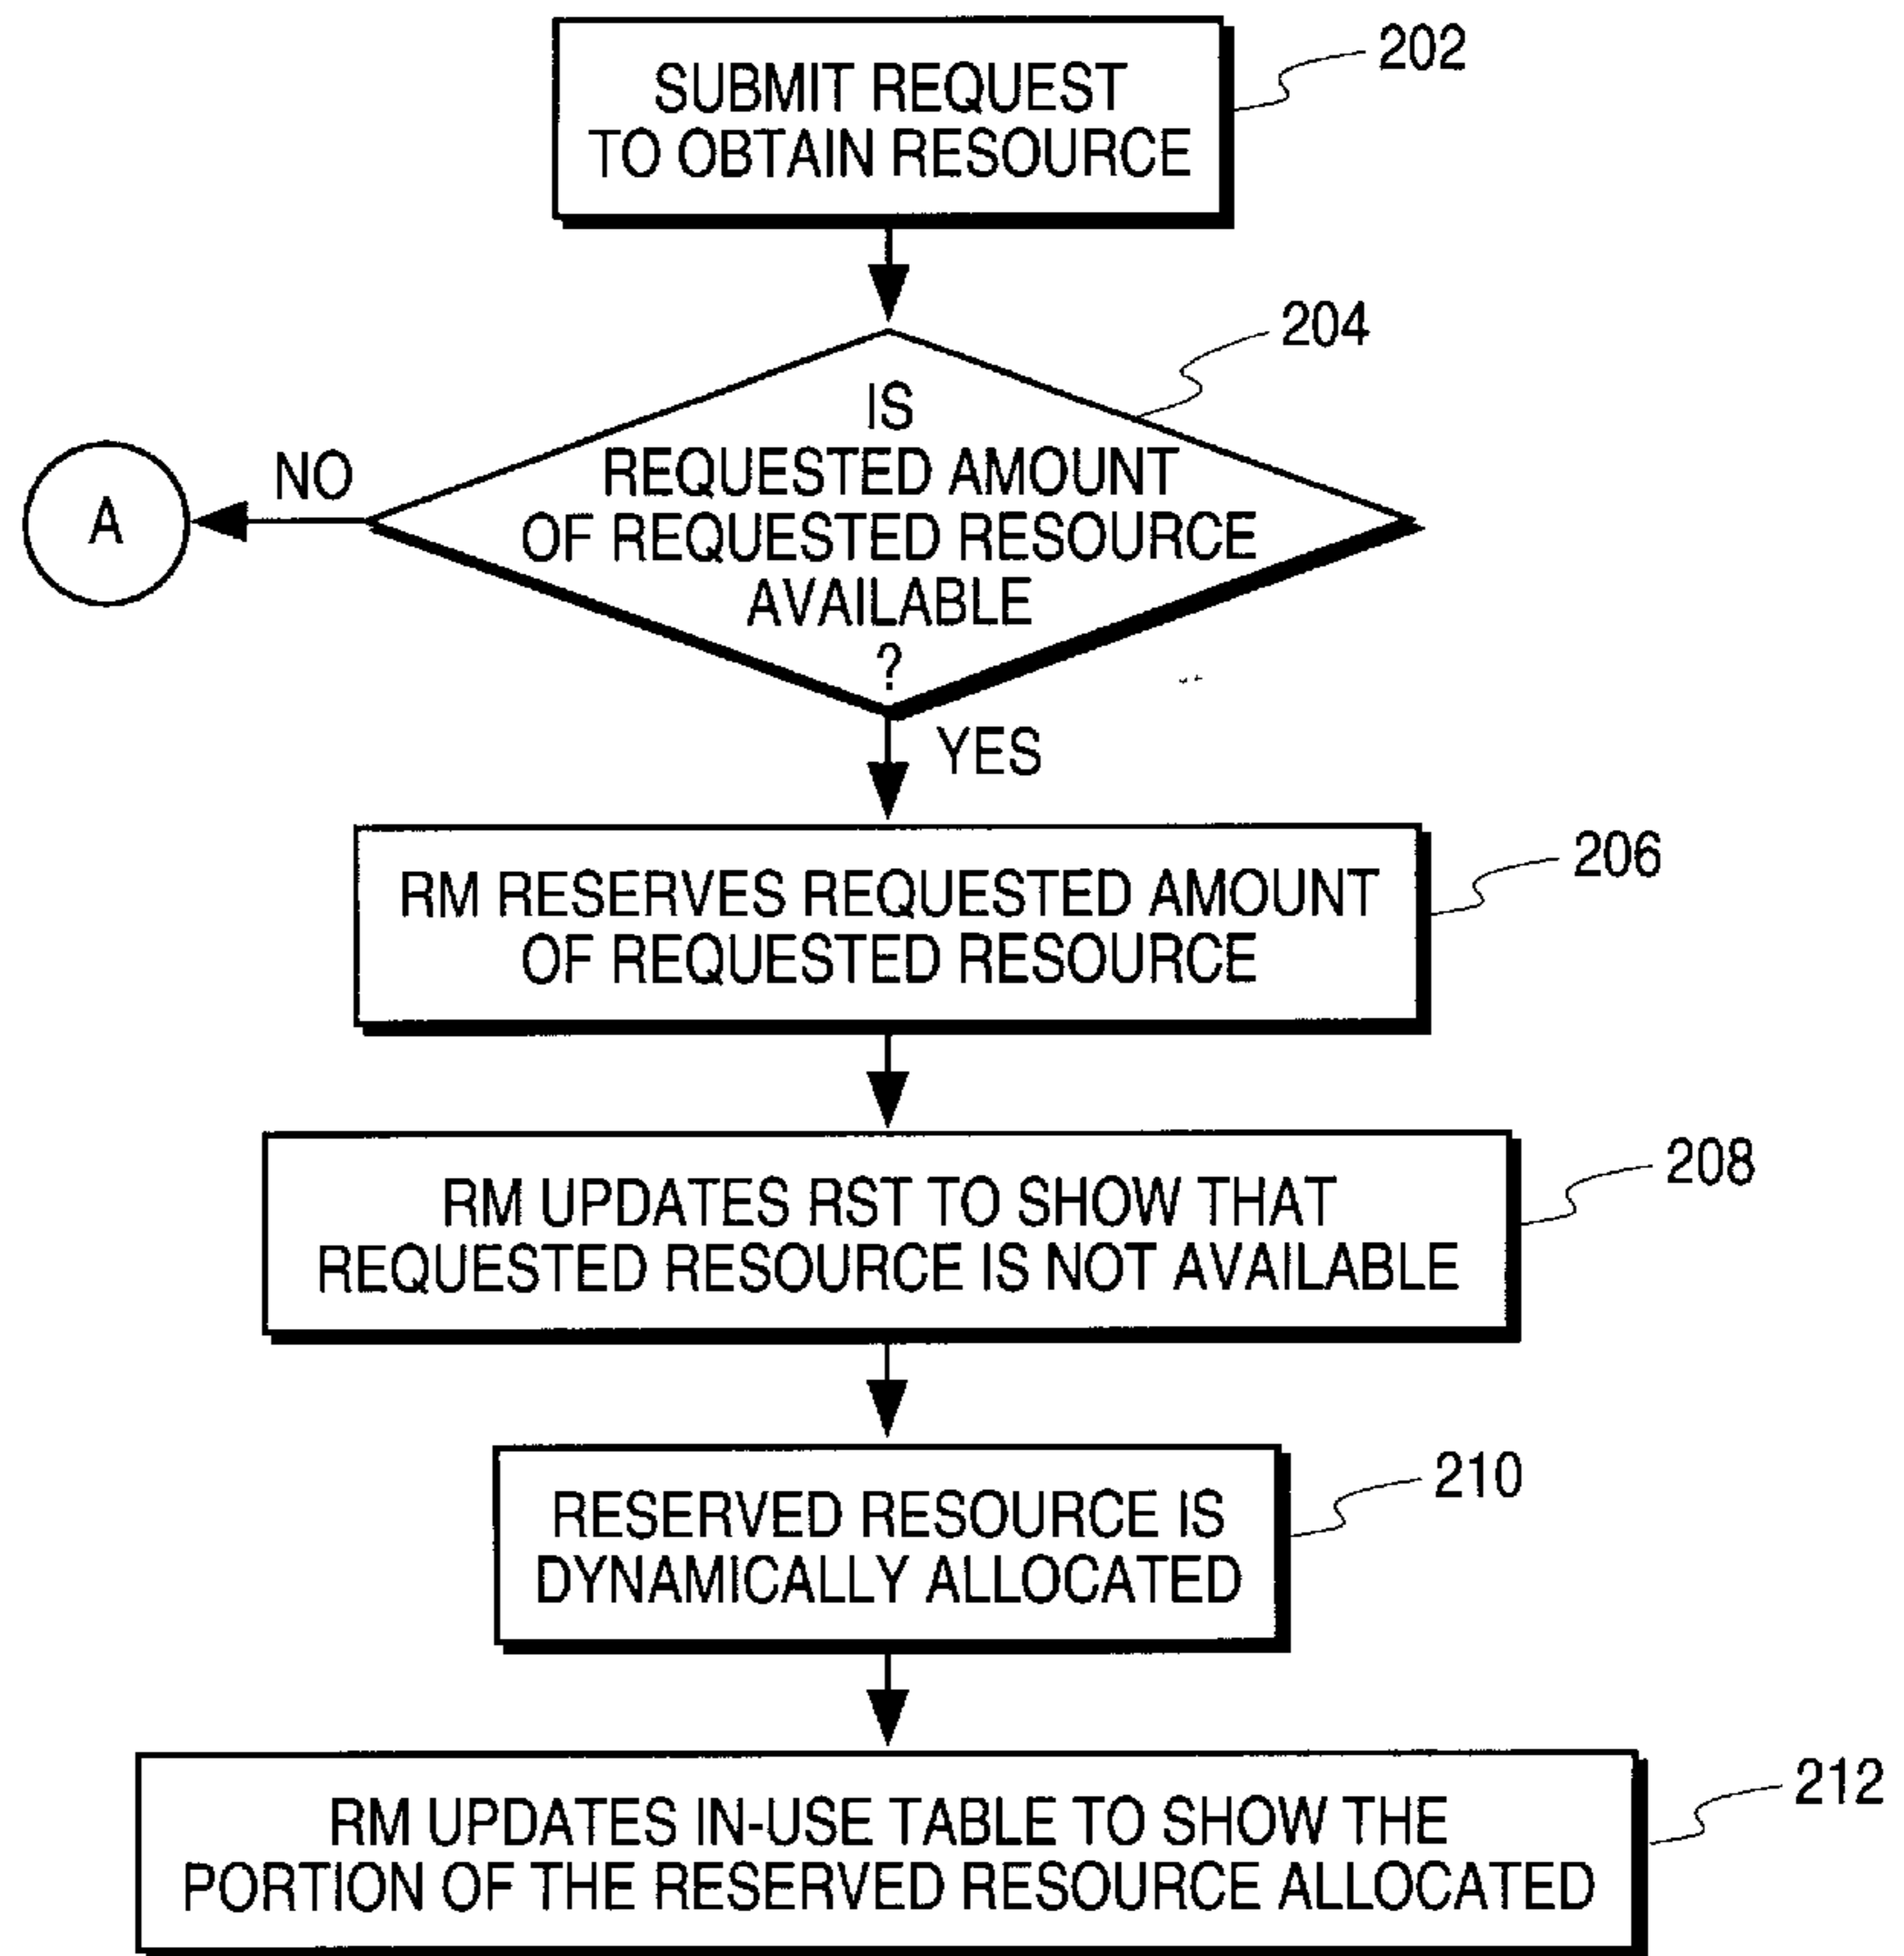 SUBMIT REQUEST
TO OBTAIN RESOURCE
202
IS
REQUESTED AMOUNT
OF REQUESTED RESOURCE
AVAILABLE
?
204
NO
A
YES
RM RESERVES REQUESTED AMOUNT
OF REQUESTED RESOURCE
206
RM UPDATES RST TO SHOW THAT
REQUESTED RESOURCE IS NOT AVAILABLE
208
RESERVED RESOURCE IS
DYNAMICALLY ALLOCATED
210
RM UPDATES IN-USE TABLE TO SHOW THE
PORTION OF THE RESERVED RESOURCE ALLOCATED
212